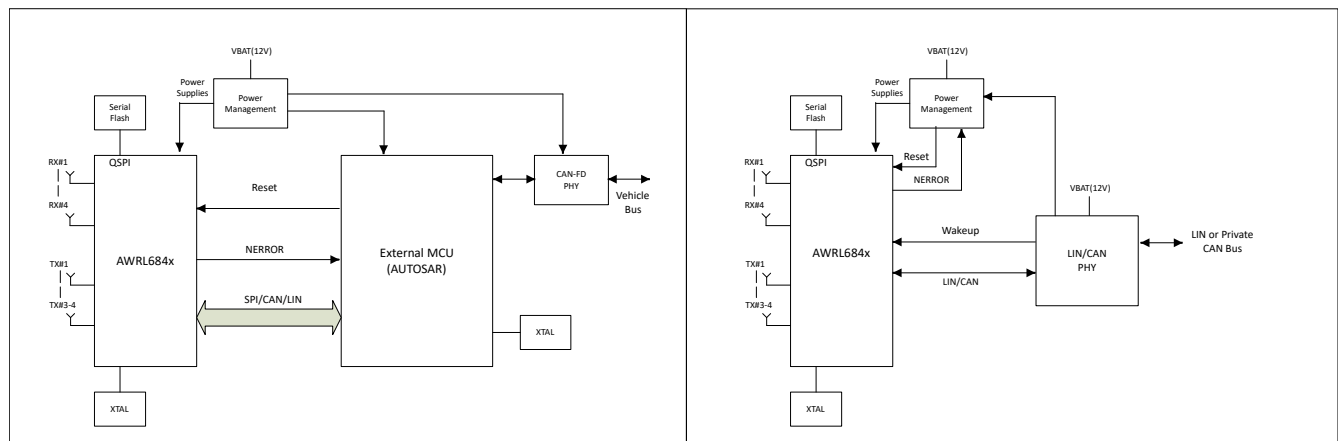 VBAT(12V)
Power
Supplies
Power
Management
Serial
Flash
QSPI
RX#1
RX#4
TX#1
TX#3-4
AWRL684x
Reset
NERROR
SPI/CAN/LIN
External MCU
(AUTOSAR)
CAN-FD
PHY
Vehicle
Bus
XTAL
XTAL
Power
Supplies
Power
Management
Serial
Flash
QSPI
Reset
NERROR
RX#1
RX#4
TX#1
TX#3-4
AWRL684x
VBAT(12V)
Wakeup
LIN/CAN
LIN/CAN
PHY
LIN or Private
CAN Bus
XTAL